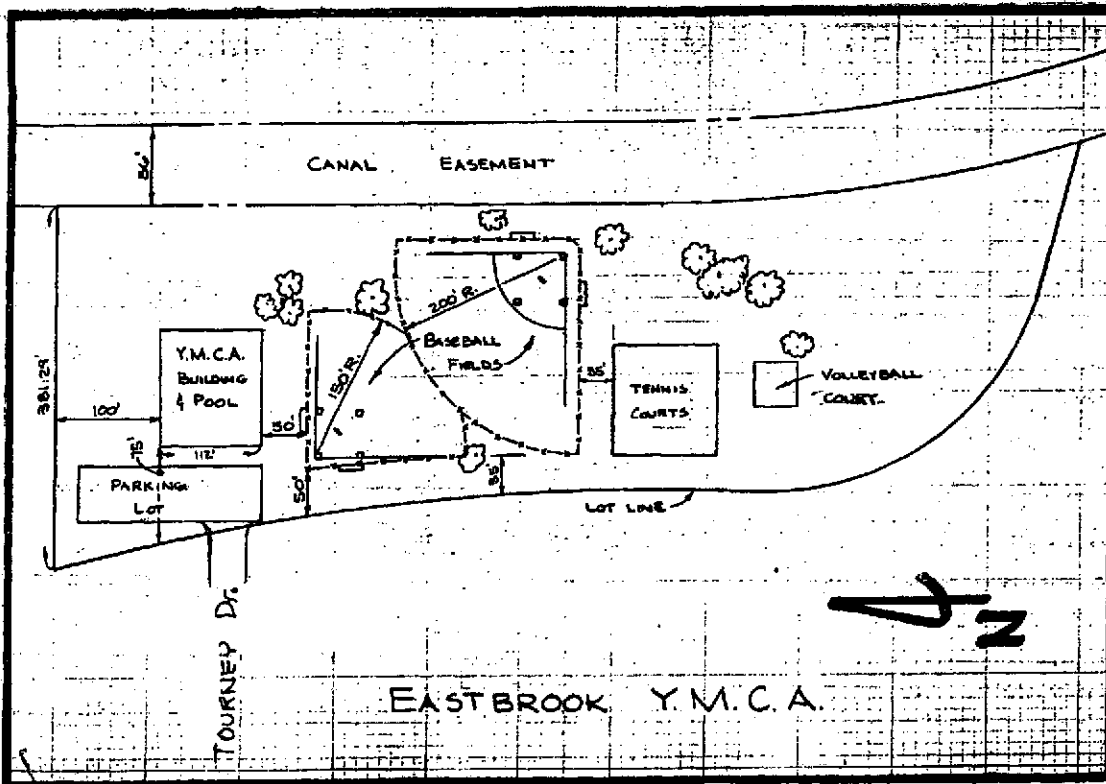 CANAL EASEMENT
86'
381.29'
200' R.
BASEBALL
FIELDS
150' R.
Y.M.C.A.
BUILDING
& POOL
100'
50'
35'
TENNIS
COURTS
VOLLEYBALL
COURT
75'
112'
PARKING
LOT
50'
35'
LOT LINE
TOURNEY Dr.
N
EASTBROOK Y.M.C.A.